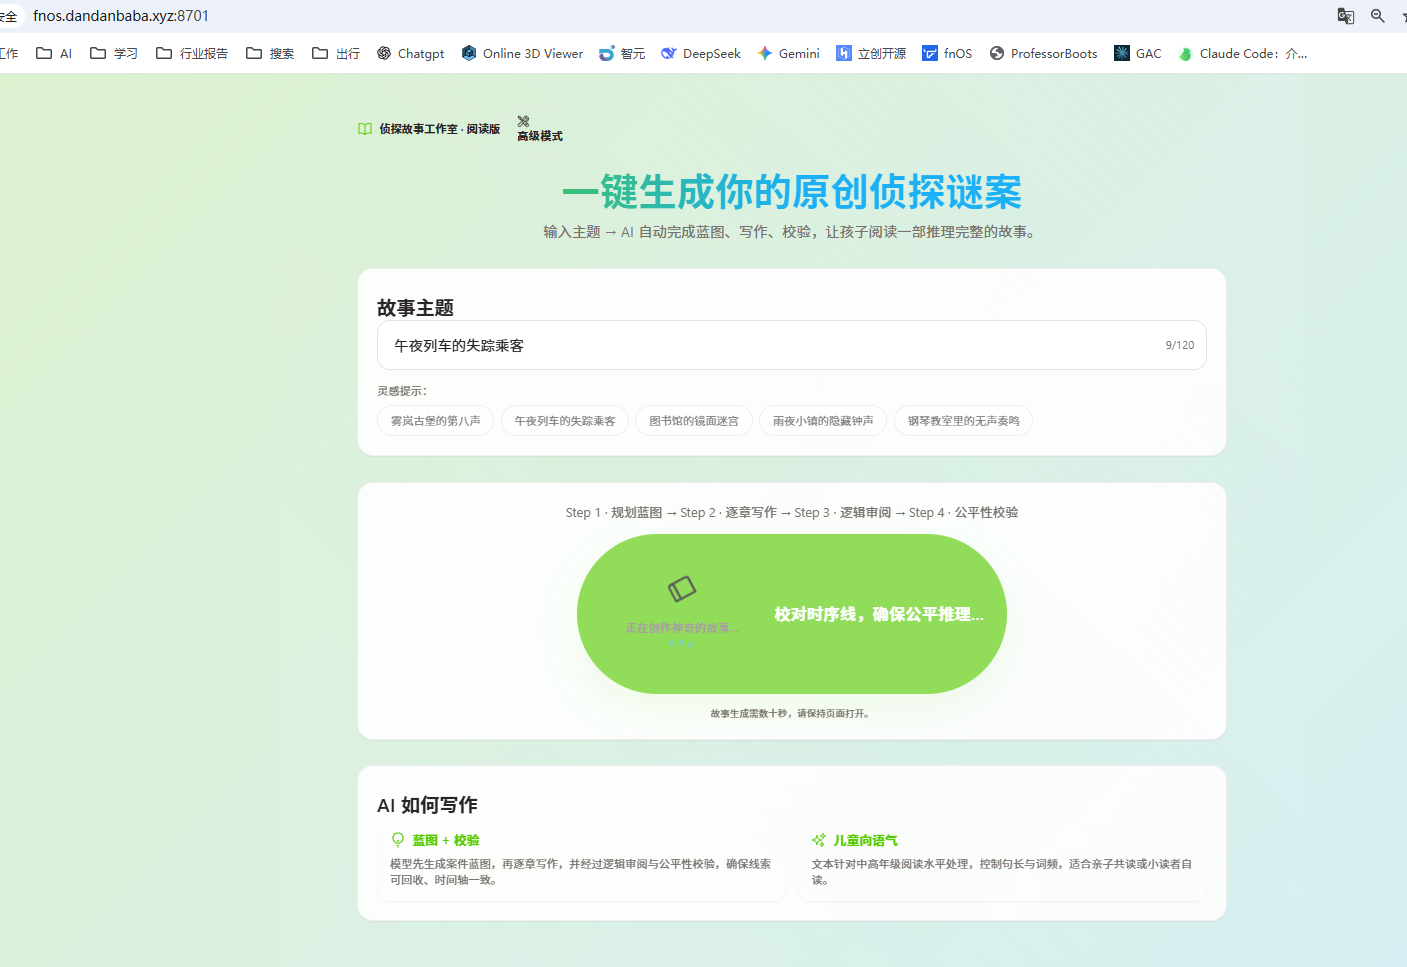 安全 fnos.dandanbaba.xyz:8701
工作 AI 学习 行业报告 搜索 出行 Chatgpt Online 3D Viewer 智元 DeepSeek Gemini 立创开源 fnOS ProfessorBoots GAC Claude Code：介...
侦探故事工作室 · 阅读版
高级模式
一键生成你的原创侦探谜案
输入主题 → AI 自动完成蓝图、写作、校验，让孩子阅读一部推理完整的故事。
故事主题
午夜列车的失踪乘客 9/120
灵感提示：
雾岚古堡的第八声 午夜列车的失踪乘客 图书馆的镜面迷宫 雨夜小镇的隐藏钟声 钢琴教室里的无声奏鸣
Step 1 · 规划蓝图 → Step 2 · 逐章写作 → Step 3 · 逻辑审阅 → Step 4 · 公平性校验
正在创作神奇的故事...
校对时序线，确保公平推理...
故事生成需数十秒，请保持页面打开。
AI 如何写作
蓝图 + 校验
模型先生成案件蓝图，再逐章写作，并经过逻辑审阅与公平性校验，确保线索
可回收、时间轴一致。
儿童向语气
文本针对中高年级阅读水平处理，控制句长与词频，适合亲子共读或小读者自
读。